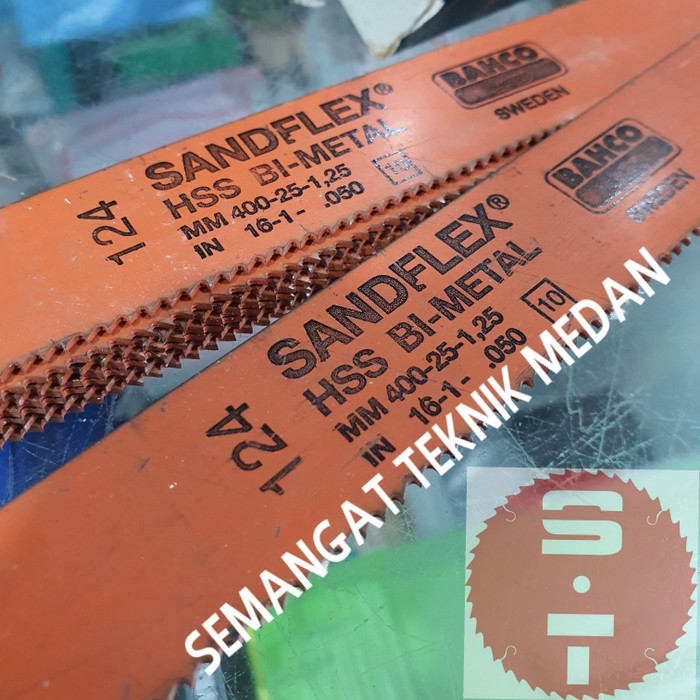 124
SANDFLEX®
HSS BI-METAL
MM 400-25-1,25
IN 16-1- .050
10
BAHCO
SWEDEN
124
SANDFLEX®
HSS BI-METAL
MM 400-25-1,25
IN 16-1- .050
10
BAHCO
SWEDEN
SEMANGAT TEKNIK MEDAN
S.T